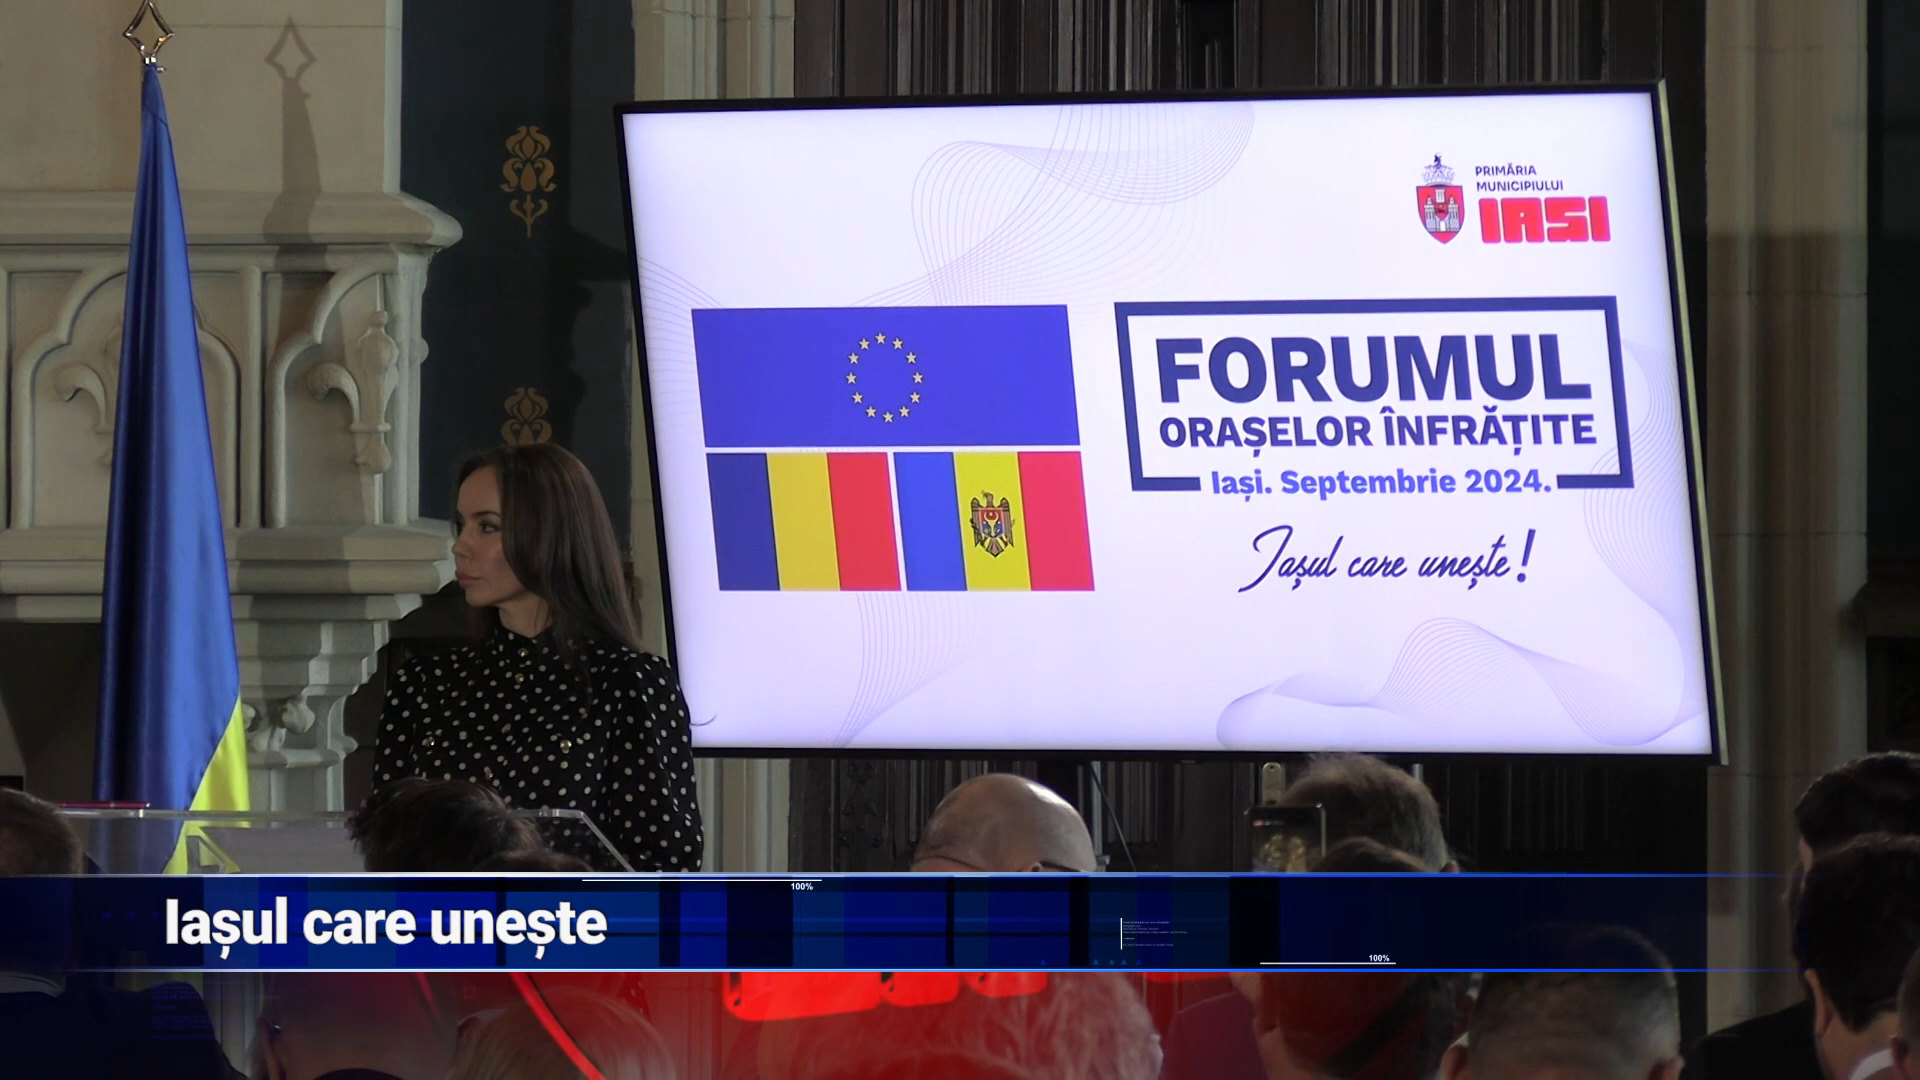 PRIMĂRIA
MUNICIPIULUI
IASI
FORUMUL
ORAȘELOR ÎNFRĂȚITE
Iași. Septembrie 2024.
Iașul care unește!
100%
Iașul care unește
100%